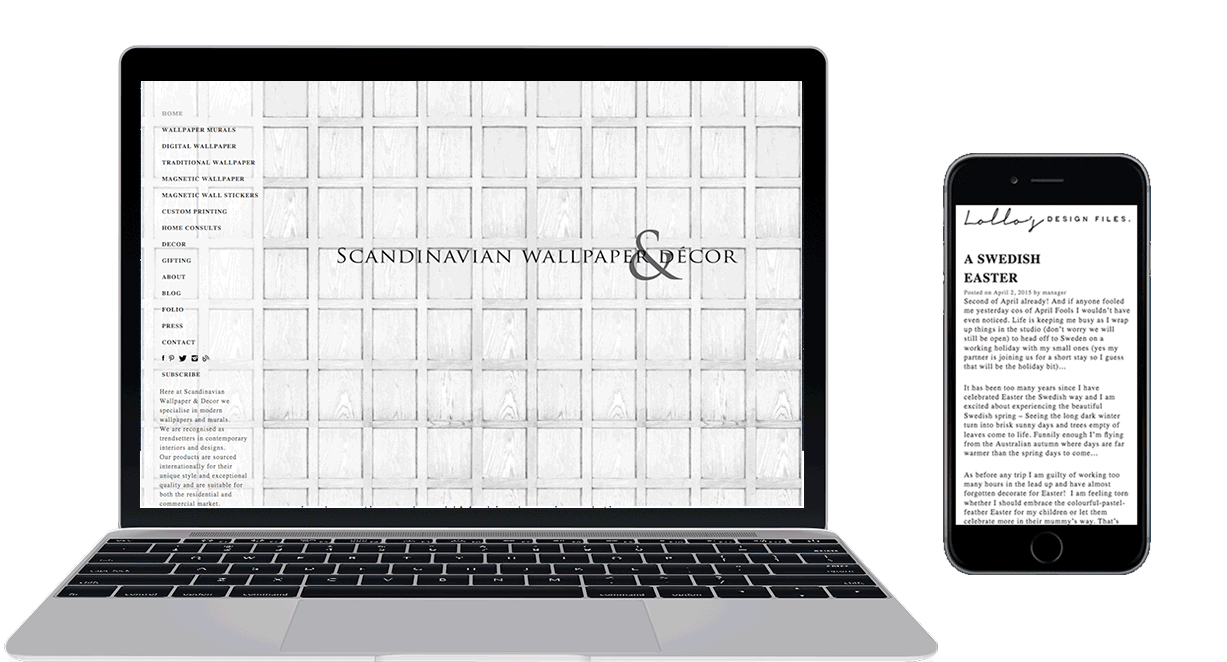 HOME
WALLPAPER MURALS
DIGITAL WALLPAPER
TRADITIONAL WALLPAPER
MAGNETIC WALLPAPER
MAGNETIC WALL STICKERS
CUSTOM PRINTING
HOME CONSULTS
DECOR
GIFTING
ABOUT
BLOG
FOLIO
PRESS
CONTACT
SUBSCRIBE
Here at Scandinavian
Wallpaper & Decor we
specialise in modern
wallpapers and murals.
We are recognised as
trendsetters in contemporary
interiors and designs.
Our products are sourced
internationally for their
unique style and exceptional
quality and are suitable for
both the residential and
commercial market.
SCANDINAVIAN WALLPAPER & DÉCOR
Lollo's DESIGN FILES.
A SWEDISH
EASTER
Posted on April 2, 2015 by manager
Second of April already! And if anyone fooled
me yesterday cos of April Fools I wouldn't have
even noticed. Life is keeping me busy as I wrap
up things in the studio (don't worry we will
still be open) to head off to Sweden on a
working holiday with my small ones (yes my
partner is joining us for a short stay so I guess
that will be the holiday bit)...
It has been too many years since I have
celebrated Easter the Swedish way and I am
excited about experiencing the beautiful
Swedish spring – Seeing the long dark winter
turn into brisk sunny days and trees empty of
leaves come to life. Funnily enough I'm flying
from the Australian autumn where days are far
warmer than the spring days to come...
As before any trip I am guilty of working too
many hours in the lead up and have almost
forgotten decorate for Easter! I am feeling torn
whether I should embrace the colourful-pastel-
feather Easter for my children or let them
celebrate more in their mummy's way. That's